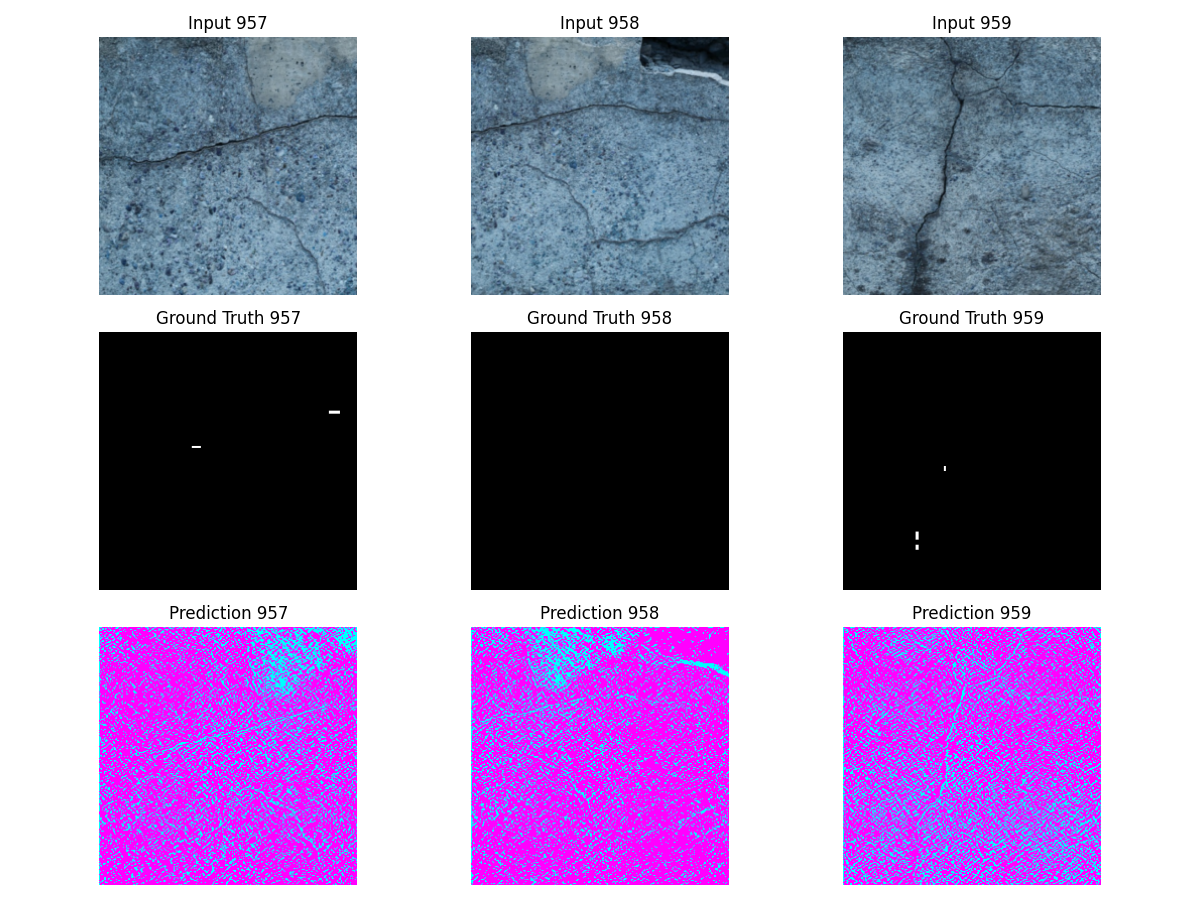 Input 957
Input 958
Input 959
Ground Truth 957
Ground Truth 958
Ground Truth 959
Prediction 957
Prediction 958
Prediction 959